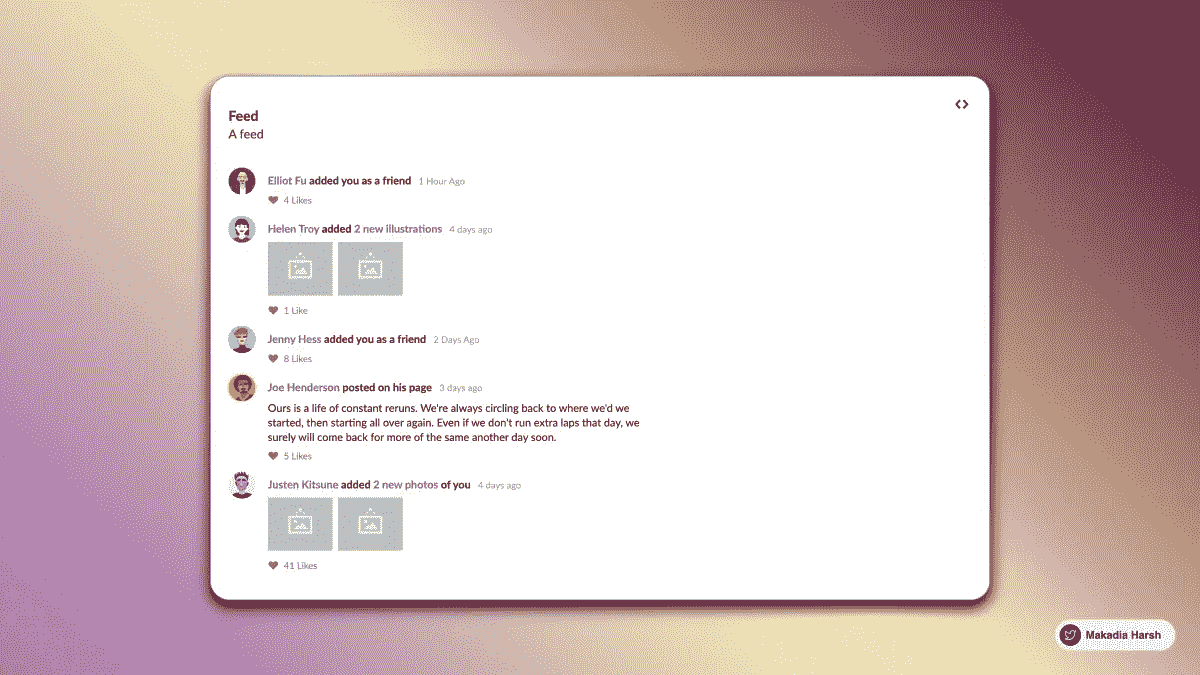 Feed
A feed
Elliot Fu added you as a friend 1 Hour Ago
4 Likes
Helen Troy added 2 new illustrations 4 days ago
1 Like
Jenny Hess added you as a friend 2 Days Ago
8 Likes
Joe Henderson posted on his page 3 days ago
Ours is a life of constant reruns. We're always circling back to where we'd we
started, then starting all over again. Even if we don't run extra laps that day, we
surely will come back for more of the same another day soon.
5 Likes
Justen Kitsune added 2 new photos of you 4 days ago
41 Likes
Makadia Harsh